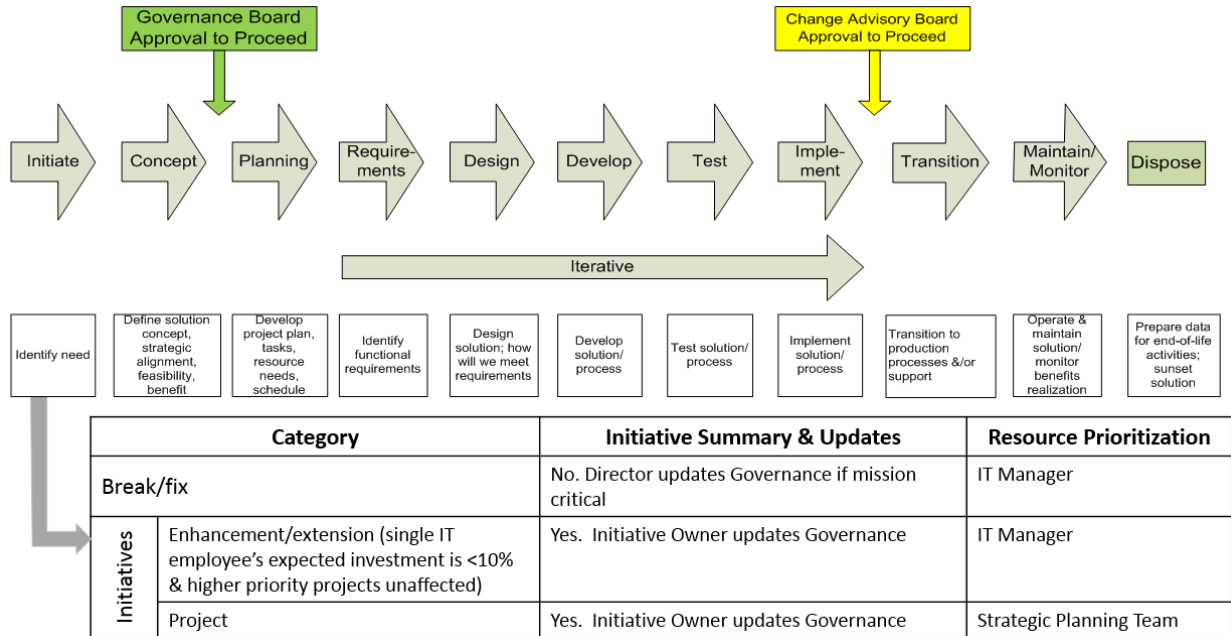 Governance Board
Approval to Proceed
Change Advisory Board
Approval to Proceed
Initiate
Concept
Planning
Require-
ments
Design
Develop
Test
Imple-
ment
Transition
Maintain/
Monitor
Dispose
Iterative
Identify need
Define solution
concept,
strategic
alignment,
feasibility,
benefit
Develop
project plan,
tasks,
resource
needs,
schedule
Identify
functional
requirements
Design
solution; how
will we meet
requirements
Develop
solution/
process
Test solution/
process
Implement
solution/
process
Transition to
production
processes &/or
support
Operate &
maintain
solution/
monitor
benefits
realization
Prepare data
for end-of-life
activities;
sunset
solution
Category
Initiative Summary & Updates
Resource Prioritization
Break/fix
No. Director updates Governance if mission
critical
IT Manager
Initiatives
Enhancement/extension (single IT
employee’s expected investment is <10%
& higher priority projects unaffected)
Yes.  Initiative Owner updates Governance
IT Manager
Project
Yes.  Initiative Owner updates Governance
Strategic Planning Team